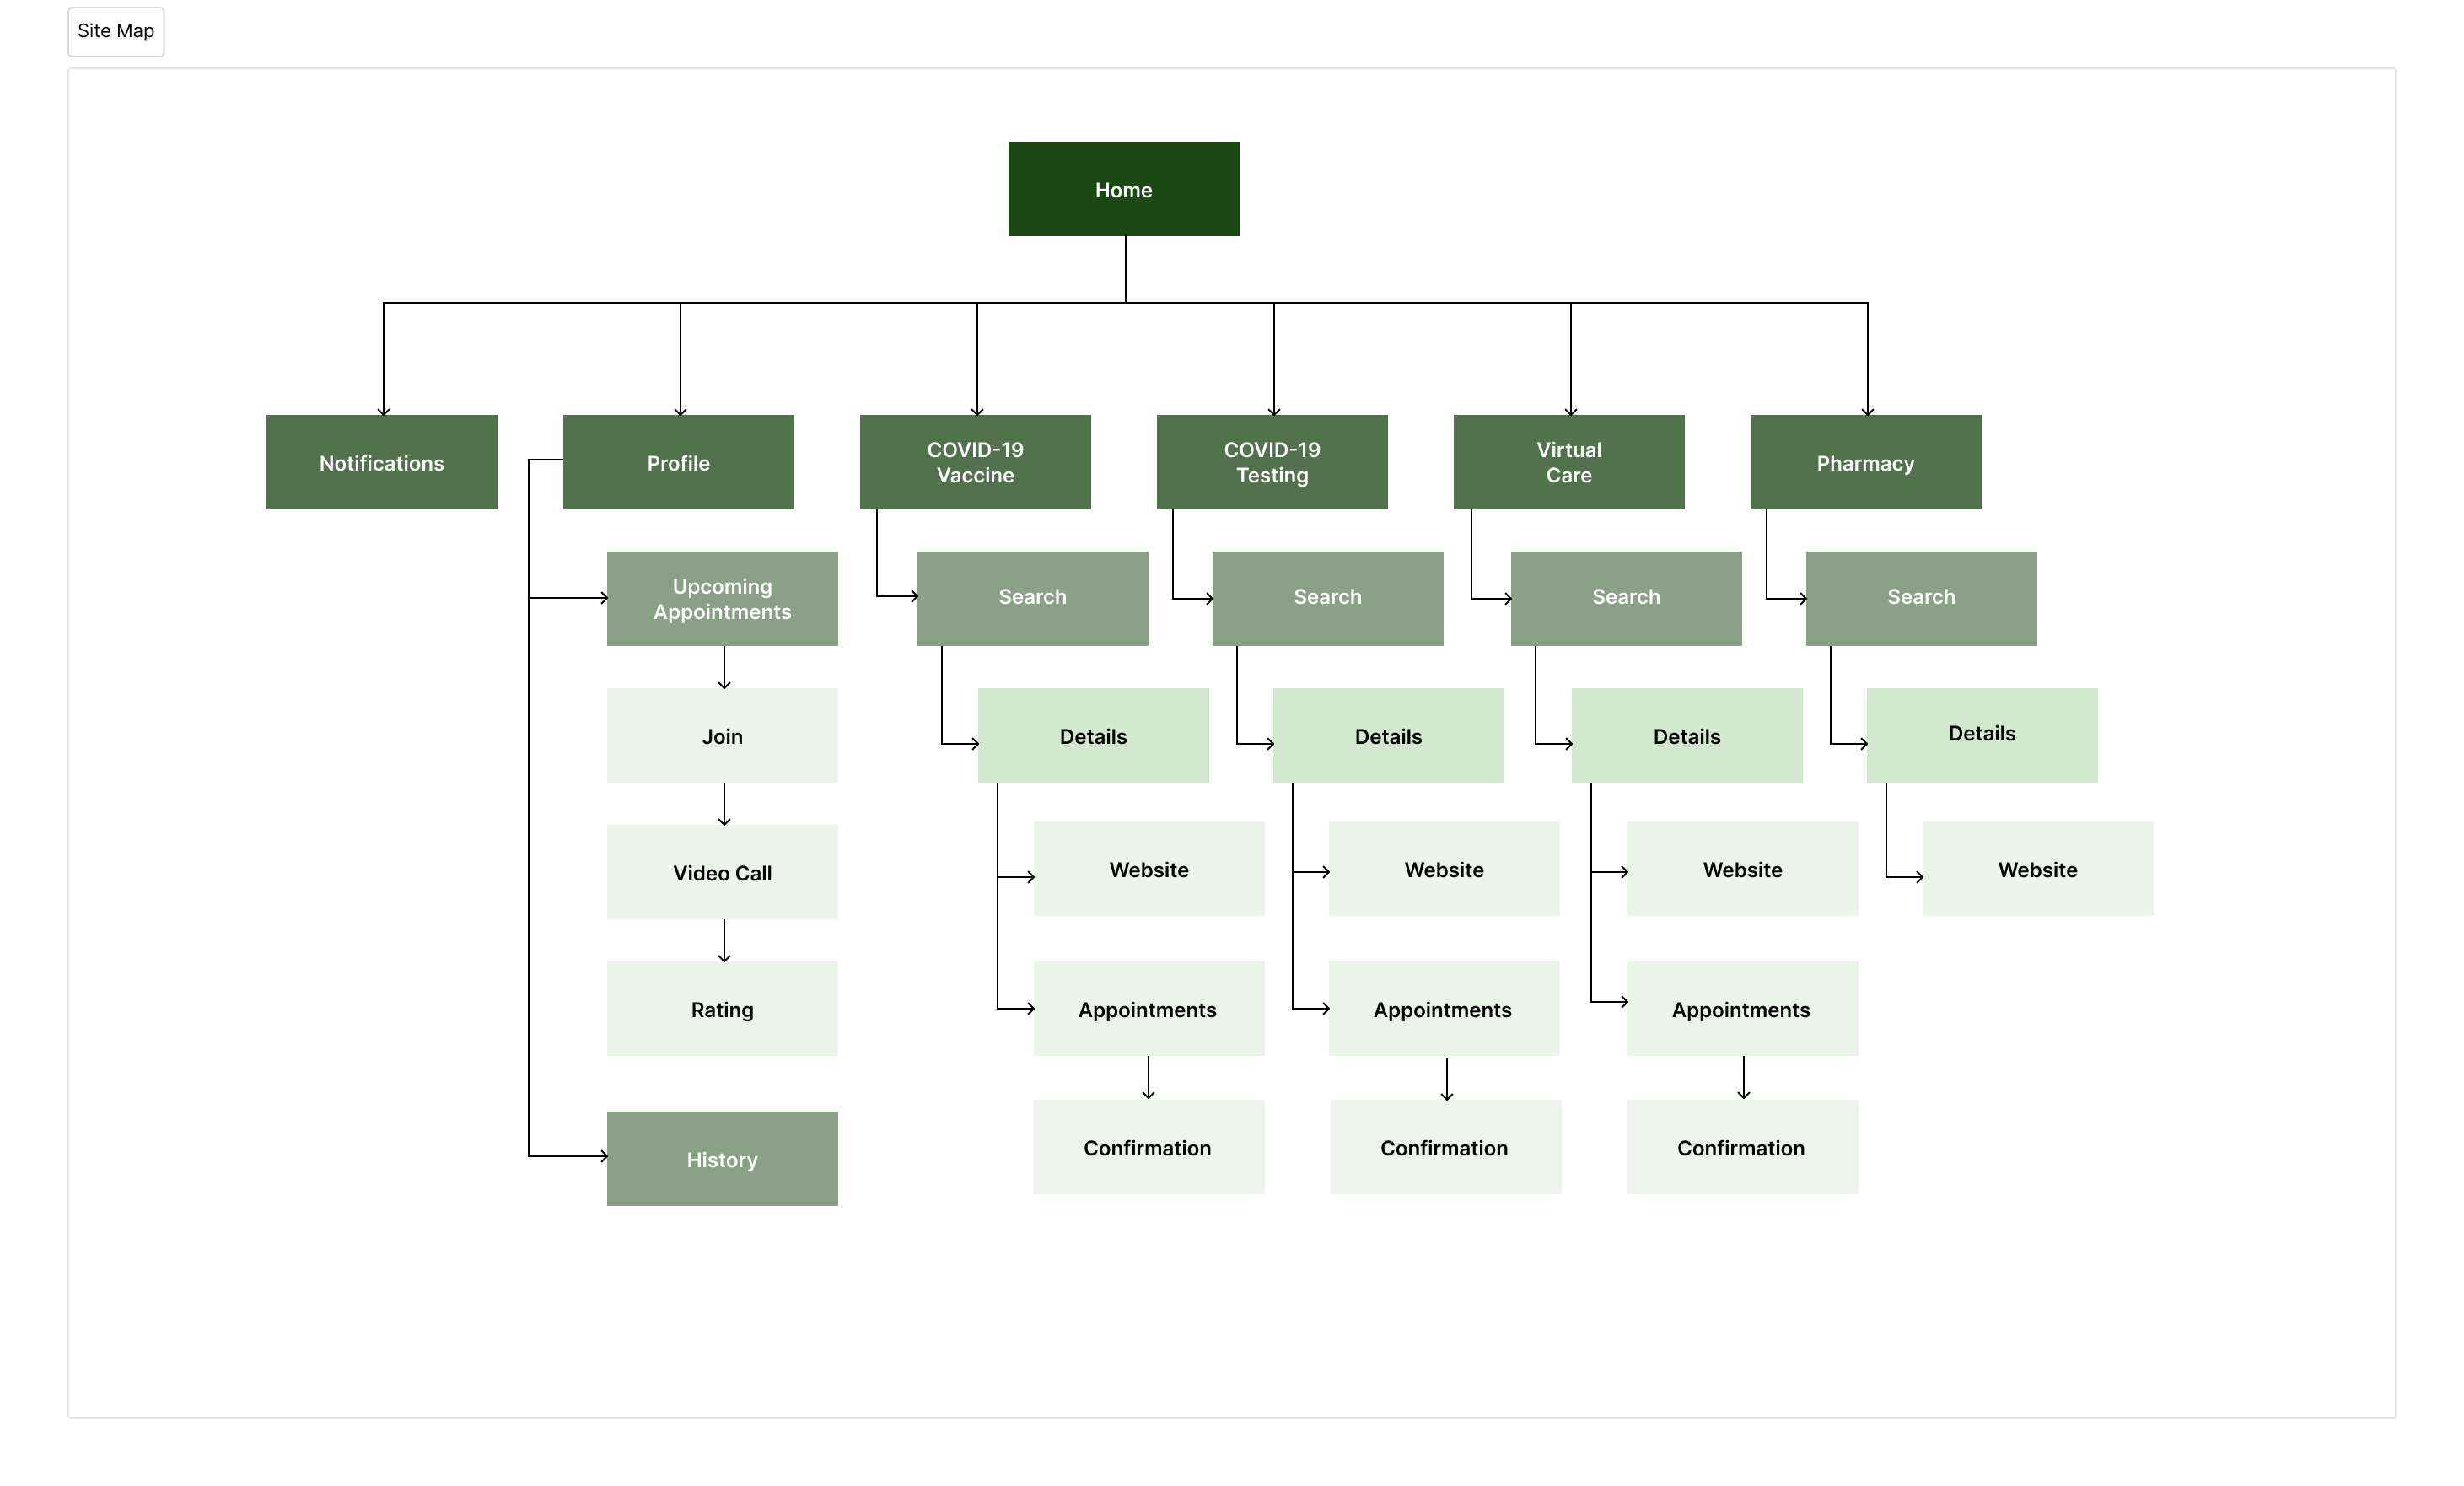 Site Map
Home
Notifications
Profile
COVID-19
Vaccine
COVID-19
Testing
Virtual
Care
Pharmacy
Upcoming
Appointments
Search
Search
Search
Search
Join
Details
Details
Details
Details
Video Call
Website
Website
Website
Website
Rating
Appointments
Appointments
Appointments
History
Confirmation
Confirmation
Confirmation